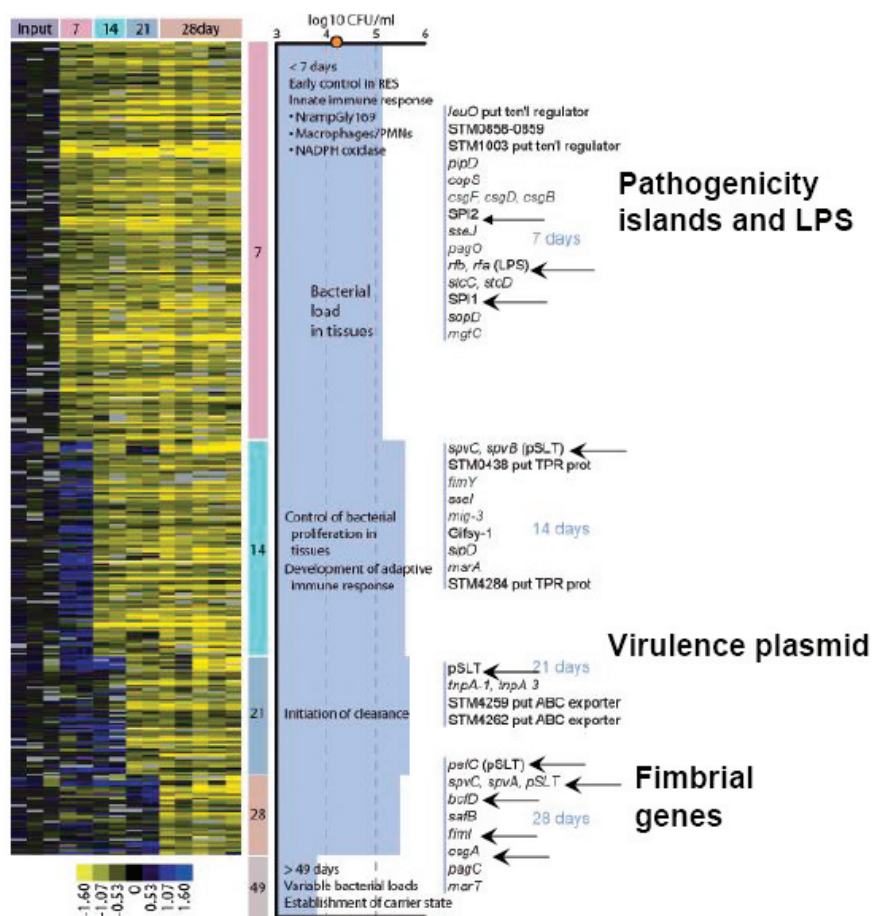 Input 7 14 21 28day
log10 CFU/ml
3 4 5 6
< 7 days
Early control in RES
Innate immune response
• NrampGly169
• Macrophages/PMNs
• NADPH oxidase
7
Bacterial
load
in tissues
leuO put ten'l regulator
STM0856-0859
STM1003 put ten'l regulator
pipD
copS
csgF, csgD, csgB
SPI2
sseJ
pagO
7 days
rfb, rfa (LPS)
stcC, stcD
SPI1
sopD
mgtC
Pathogenicity
islands and LPS
14
Control of bacterial
proliferation in
tissues
Development of adaptive
immune response
spvC, spvB (pSLT)
STM0438 put TPR prot
fimY
sseI
mig-3
Gifsy-1
14 days
sipD
marA
STM4284 put TPR prot
21
Initiation of clearance
pSLT
21 days
tnpA-1, tnpA 3
STM4259 put ABC exporter
STM4262 put ABC exporter
Virulence plasmid
28
pefC (pSLT)
spvC, spvA, pSLT
bcfD
safB
28 days
fimI
csgA
pagC
marT
Fimbrial
genes
49
> 49 days
Variable bacterial loads
Establishment of carrier state
-1.60
-1.07
-0.53
0
0.53
1.07
1.60